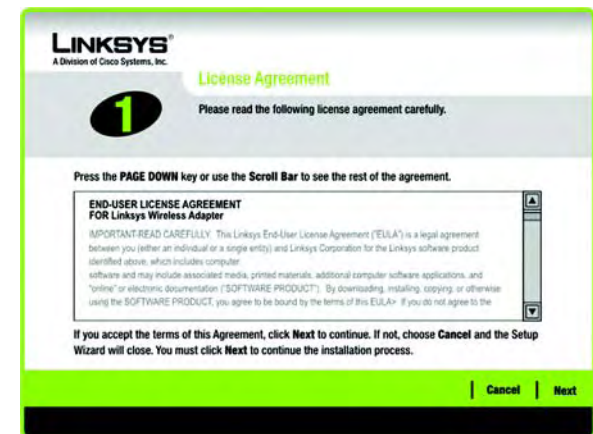 LINKSYS®
A Division of Cisco Systems, Inc.
License Agreement
1
Please read the following license agreement carefully.
Press the PAGE DOWN key or use the Scroll Bar to see the rest of the agreement.
END-USER LICENSE AGREEMENT
FOR Linksys Wireless Adapter
IMPORTANT-READ CAREFULLY: This Linksys End-User License Agreement ("EULA") is a legal agreement
between you (either an individual or a single entity) and Linksys Corporation for the Linksys software product
identified above, which includes computer
software and may include associated media, printed materials, additional computer software applications, and
"online" or electronic documentation ("SOFTWARE PRODUCT"). By downloading, installing, copying, or otherwise
using the SOFTWARE PRODUCT, you agree to be bound by the terms of this EULA> If you do not agree to the
If you accept the terms of this Agreement, click Next to continue. If not, choose Cancel and the Setup
Wizard will close. You must click Next to continue the installation process.
Cancel
Next